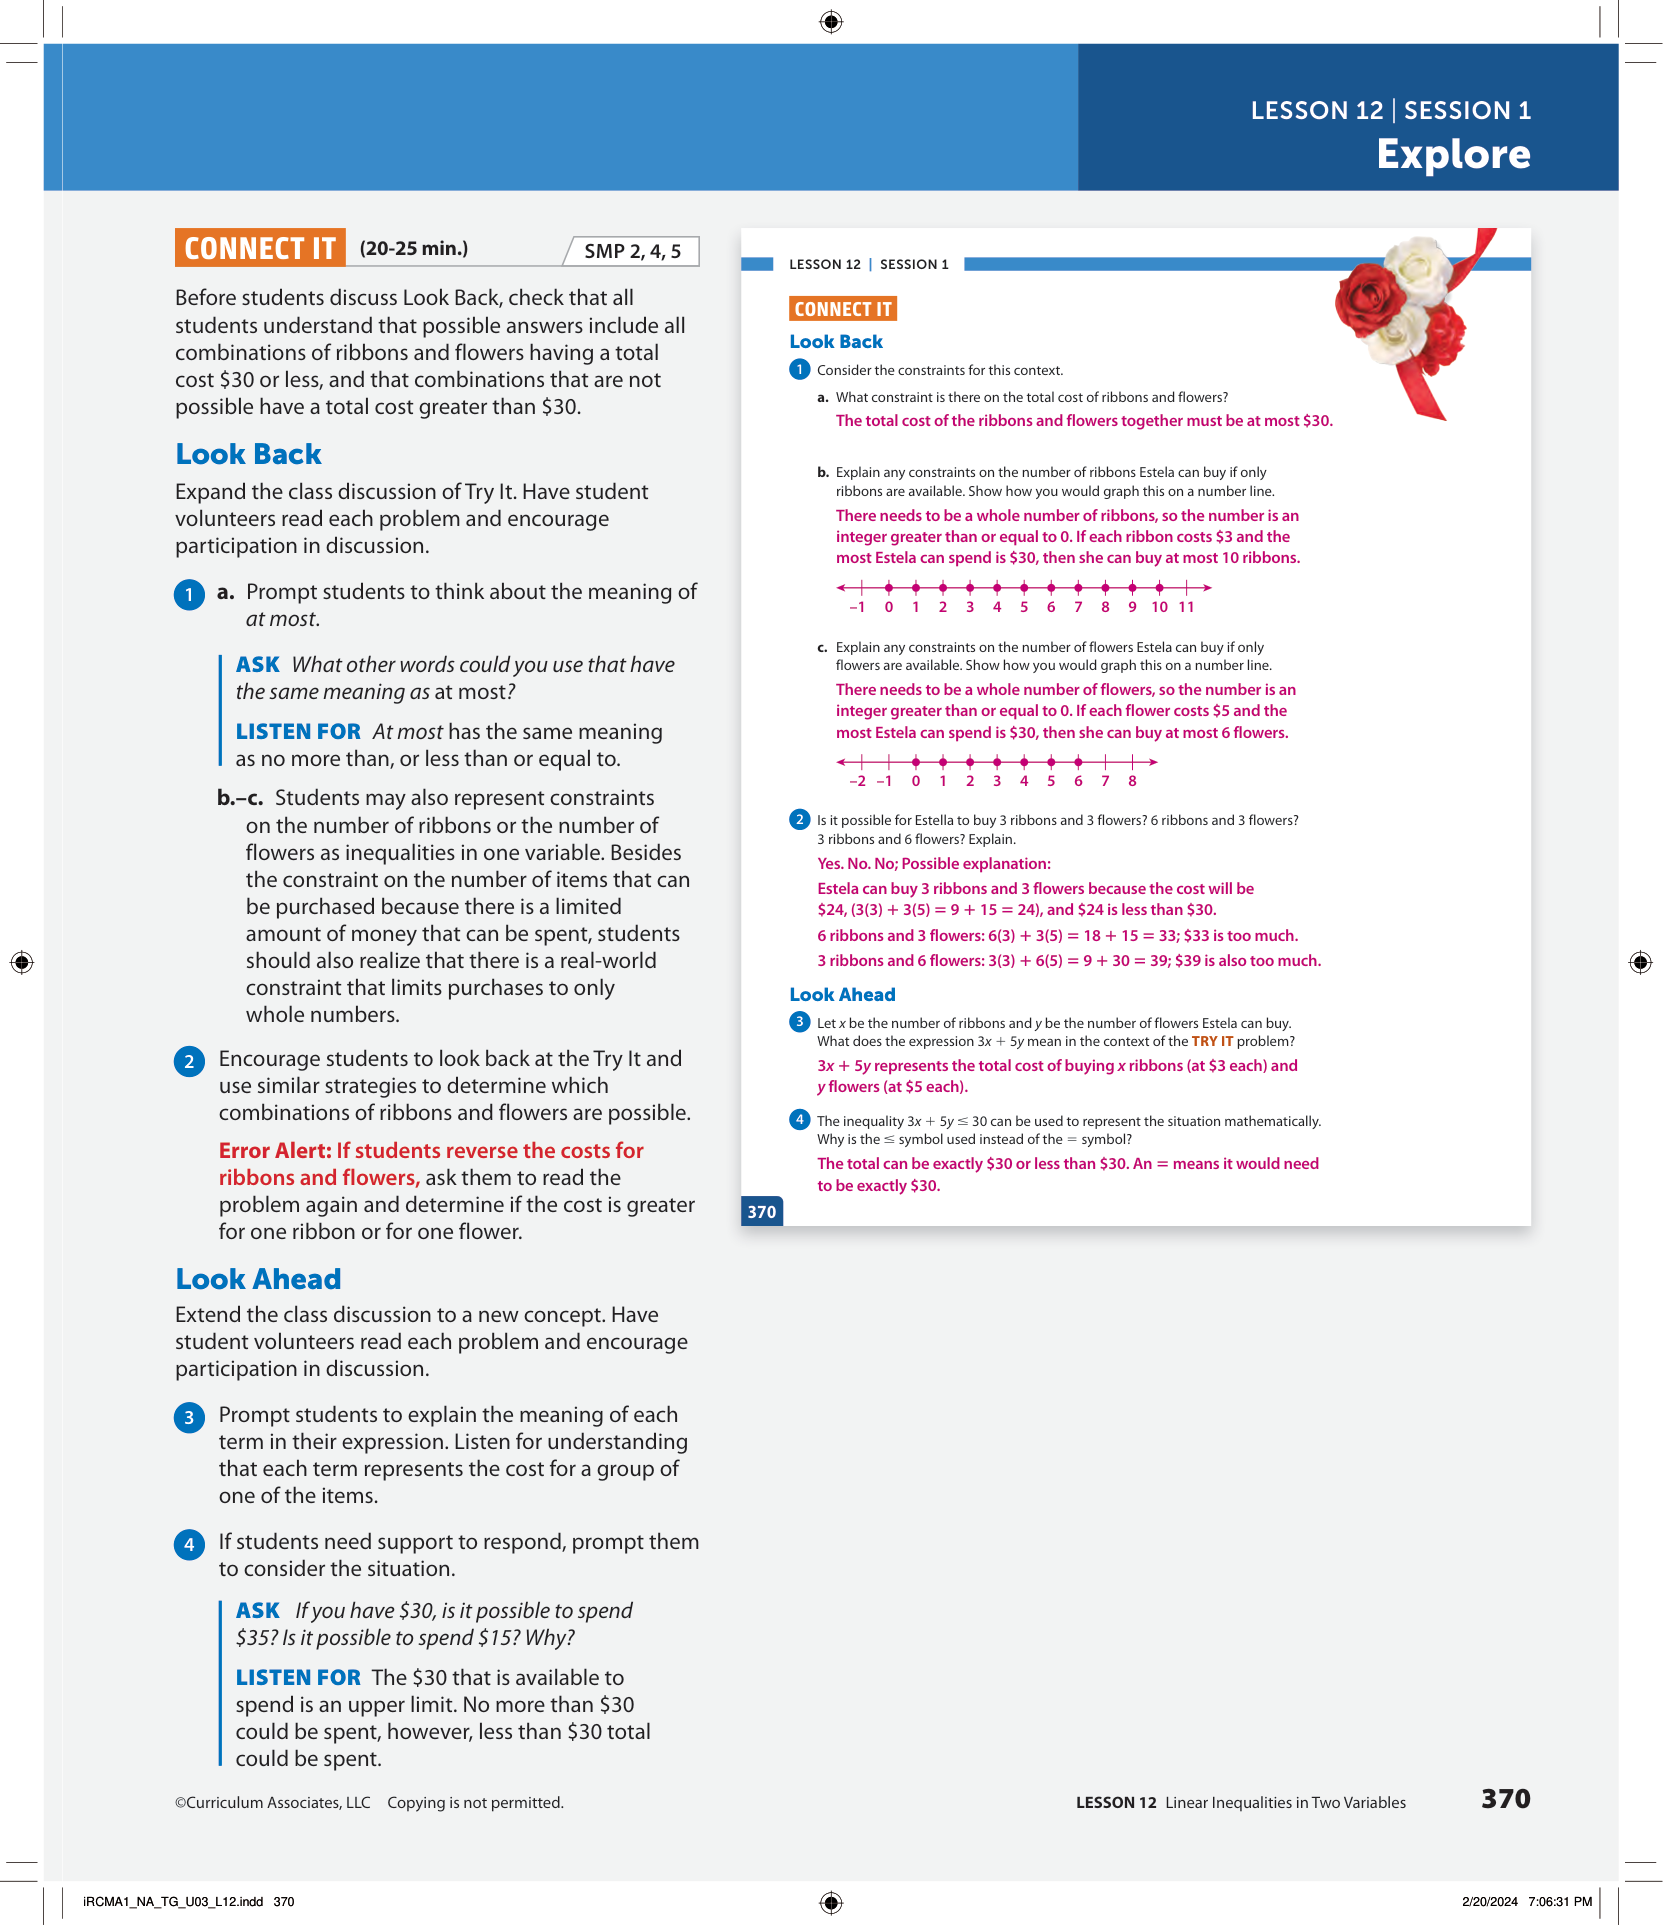 LESSON 12 | SESSION 1
Explore
CONNECT IT (20-25 min.) SMP 2, 4, 5
Before students discuss Look Back, check that all
students understand that possible answers include all
combinations of ribbons and flowers having a total
cost $30 or less, and that combinations that are not
possible have a total cost greater than $30.
Look Back
Expand the class discussion of Try It. Have student
volunteers read each problem and encourage
participation in discussion.
1 a. Prompt students to think about the meaning of
at most.
ASK What other words could you use that have
the same meaning as at most?
LISTEN FOR At most has the same meaning
as no more than, or less than or equal to.
b.–c. Students may also represent constraints
on the number of ribbons or the number of
flowers as inequalities in one variable. Besides
the constraint on the number of items that can
be purchased because there is a limited
amount of money that can be spent, students
should also realize that there is a real-world
constraint that limits purchases to only
whole numbers.
2 Encourage students to look back at the Try It and
use similar strategies to determine which
combinations of ribbons and flowers are possible.
Error Alert: If students reverse the costs for
ribbons and flowers, ask them to read the
problem again and determine if the cost is greater
for one ribbon or for one flower.
Look Ahead
Extend the class discussion to a new concept. Have
student volunteers read each problem and encourage
participation in discussion.
3 Prompt students to explain the meaning of each
term in their expression. Listen for understanding
that each term represents the cost for a group of
one of the items.
4 If students need support to respond, prompt them
to consider the situation.
ASK If you have $30, is it possible to spend
$35? Is it possible to spend $15? Why?
LISTEN FOR The $30 that is available to
spend is an upper limit. No more than $30
could be spent, however, less than $30 total
could be spent.
LESSON 12 | SESSION 1
CONNECT IT
Look Back
1 Consider the constraints for this context.
a. What constraint is there on the total cost of ribbons and flowers?
The total cost of the ribbons and flowers together must be at most $30.
b. Explain any constraints on the number of ribbons Estela can buy if only
ribbons are available. Show how you would graph this on a number line.
There needs to be a whole number of ribbons, so the number is an
integer greater than or equal to 0. If each ribbon costs $3 and the
most Estela can spend is $30, then she can buy at most 10 ribbons.
–1 0 1 2 3 4 5 6 7 8 9 10 11
c. Explain any constraints on the number of flowers Estela can buy if only
flowers are available. Show how you would graph this on a number line.
There needs to be a whole number of flowers, so the number is an
integer greater than or equal to 0. If each flower costs $5 and the
most Estela can spend is $30, then she can buy at most 6 flowers.
–2 –1 0 1 2 3 4 5 6 7 8
2 Is it possible for Estella to buy 3 ribbons and 3 flowers? 6 ribbons and 3 flowers?
3 ribbons and 6 flowers? Explain.
Yes. No. No; Possible explanation:
Estela can buy 3 ribbons and 3 flowers because the cost will be
$24, (3(3) + 3(5) = 9 + 15 = 24), and $24 is less than $30.
6 ribbons and 3 flowers: 6(3) + 3(5) = 18 + 15 = 33; $33 is too much.
3 ribbons and 6 flowers: 3(3) + 6(5) = 9 + 30 = 39; $39 is also too much.
Look Ahead
3 Let x be the number of ribbons and y be the number of flowers Estela can buy.
What does the expression 3x + 5y mean in the context of the TRY IT problem?
3x + 5y represents the total cost of buying x ribbons (at $3 each) and
y flowers (at $5 each).
4 The inequality 3x + 5y ≤ 30 can be used to represent the situation mathematically.
Why is the ≤ symbol used instead of the = symbol?
The total can be exactly $30 or less than $30. An = means it would need
to be exactly $30.
370
©Curriculum Associates, LLC Copying is not permitted.
LESSON 12 Linear Inequalities in Two Variables 370
iRCMA1_NA_TG_U03_L12.indd 370
2/20/2024 7:06:31 PM